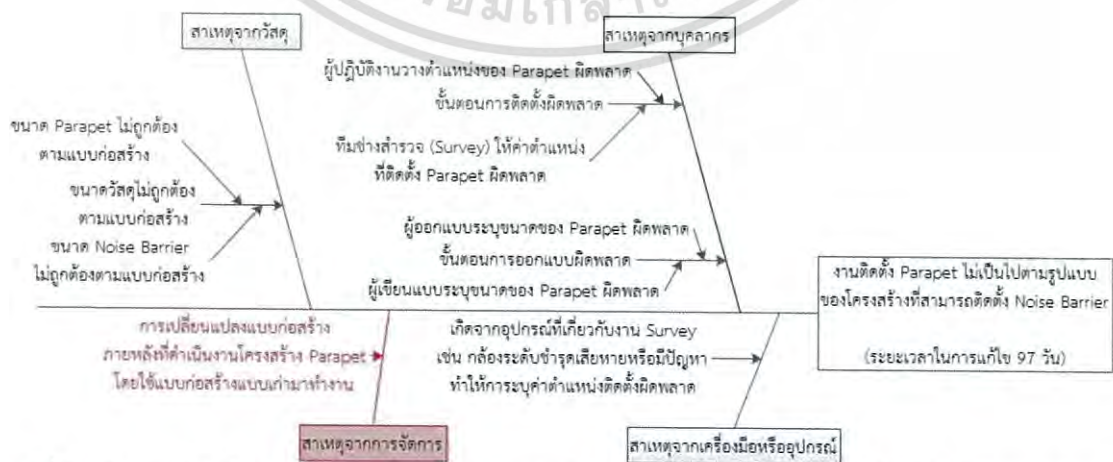 สาเหตุจากวัสดุ
สาเหตุจากบุคลากร
ผู้ปฏิบัติงานวางตำแหน่งของ Parapet ผิดพลาด
ขั้นตอนการติดตั้งผิดพลาด
ทีมช่างสำรวจ (Survey) ให้ค่าตำแหน่ง
ที่ติดตั้ง Parapet ผิดพลาด
ขนาด Parapet ไม่ถูกต้อง
ตามแบบก่อสร้าง
ขนาดวัสดุไม่ถูกต้อง
ตามแบบก่อสร้าง
ขนาด Noise Barrier
ไม่ถูกต้องตามแบบก่อสร้าง
ผู้ออกแบบระบุขนาดของ Parapet ผิดพลาด
ขั้นตอนการออกแบบผิดพลาด
ผู้เขียนแบบระบุขนาดของ Parapet ผิดพลาด
งานติดตั้ง Parapet ไม่เป็นไปตามรูปแบบ
ของโครงสร้างที่สามารถติดตั้ง Noise Barrier
(ระยะเวลาในการแก้ไข 97 วัน)
การเปลี่ยนแปลงแบบก่อสร้าง
ภายหลังที่ดำเนินงานโครงสร้าง Parapet
โดยใช้แบบก่อสร้างแบบเก่ามาทำงาน
เกิดจากอุปกรณ์ที่เกี่ยวกับงาน Survey
เช่น กล้องระดับชำรุดเสียหายหรือมีปัญหา
ทำให้การระบุค่าตำแหน่งติดตั้งผิดพลาด
สาเหตุจากการจัดการ
สาเหตุจากเครื่องมือหรืออุปกรณ์